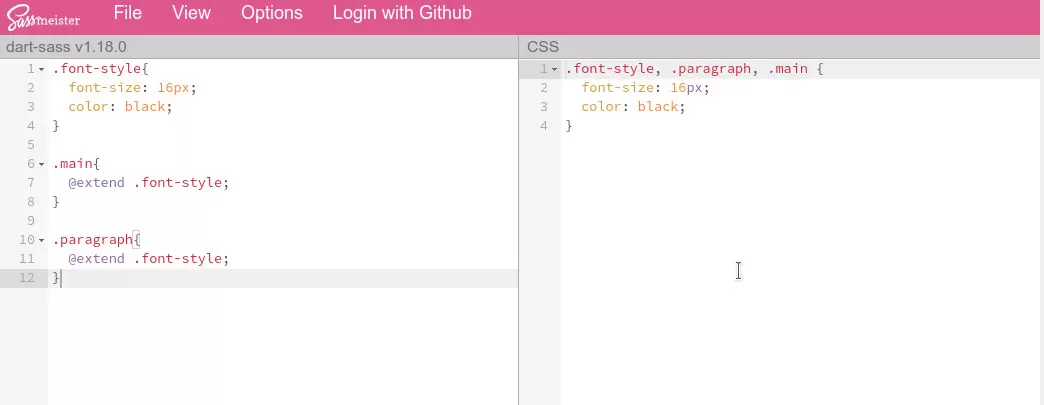 Sassmeister File View Options Login with Github
dart-sass v1.18.0
1 .font-style{
2 font-size: 16px;
3 color: black;
4 }
5
6 .main{
7 @extend .font-style;
8 }
9
10 .paragraph{
11 @extend .font-style;
12 }
CSS
1 .font-style, .paragraph, .main {
2 font-size: 16px;
3 color: black;
4 }